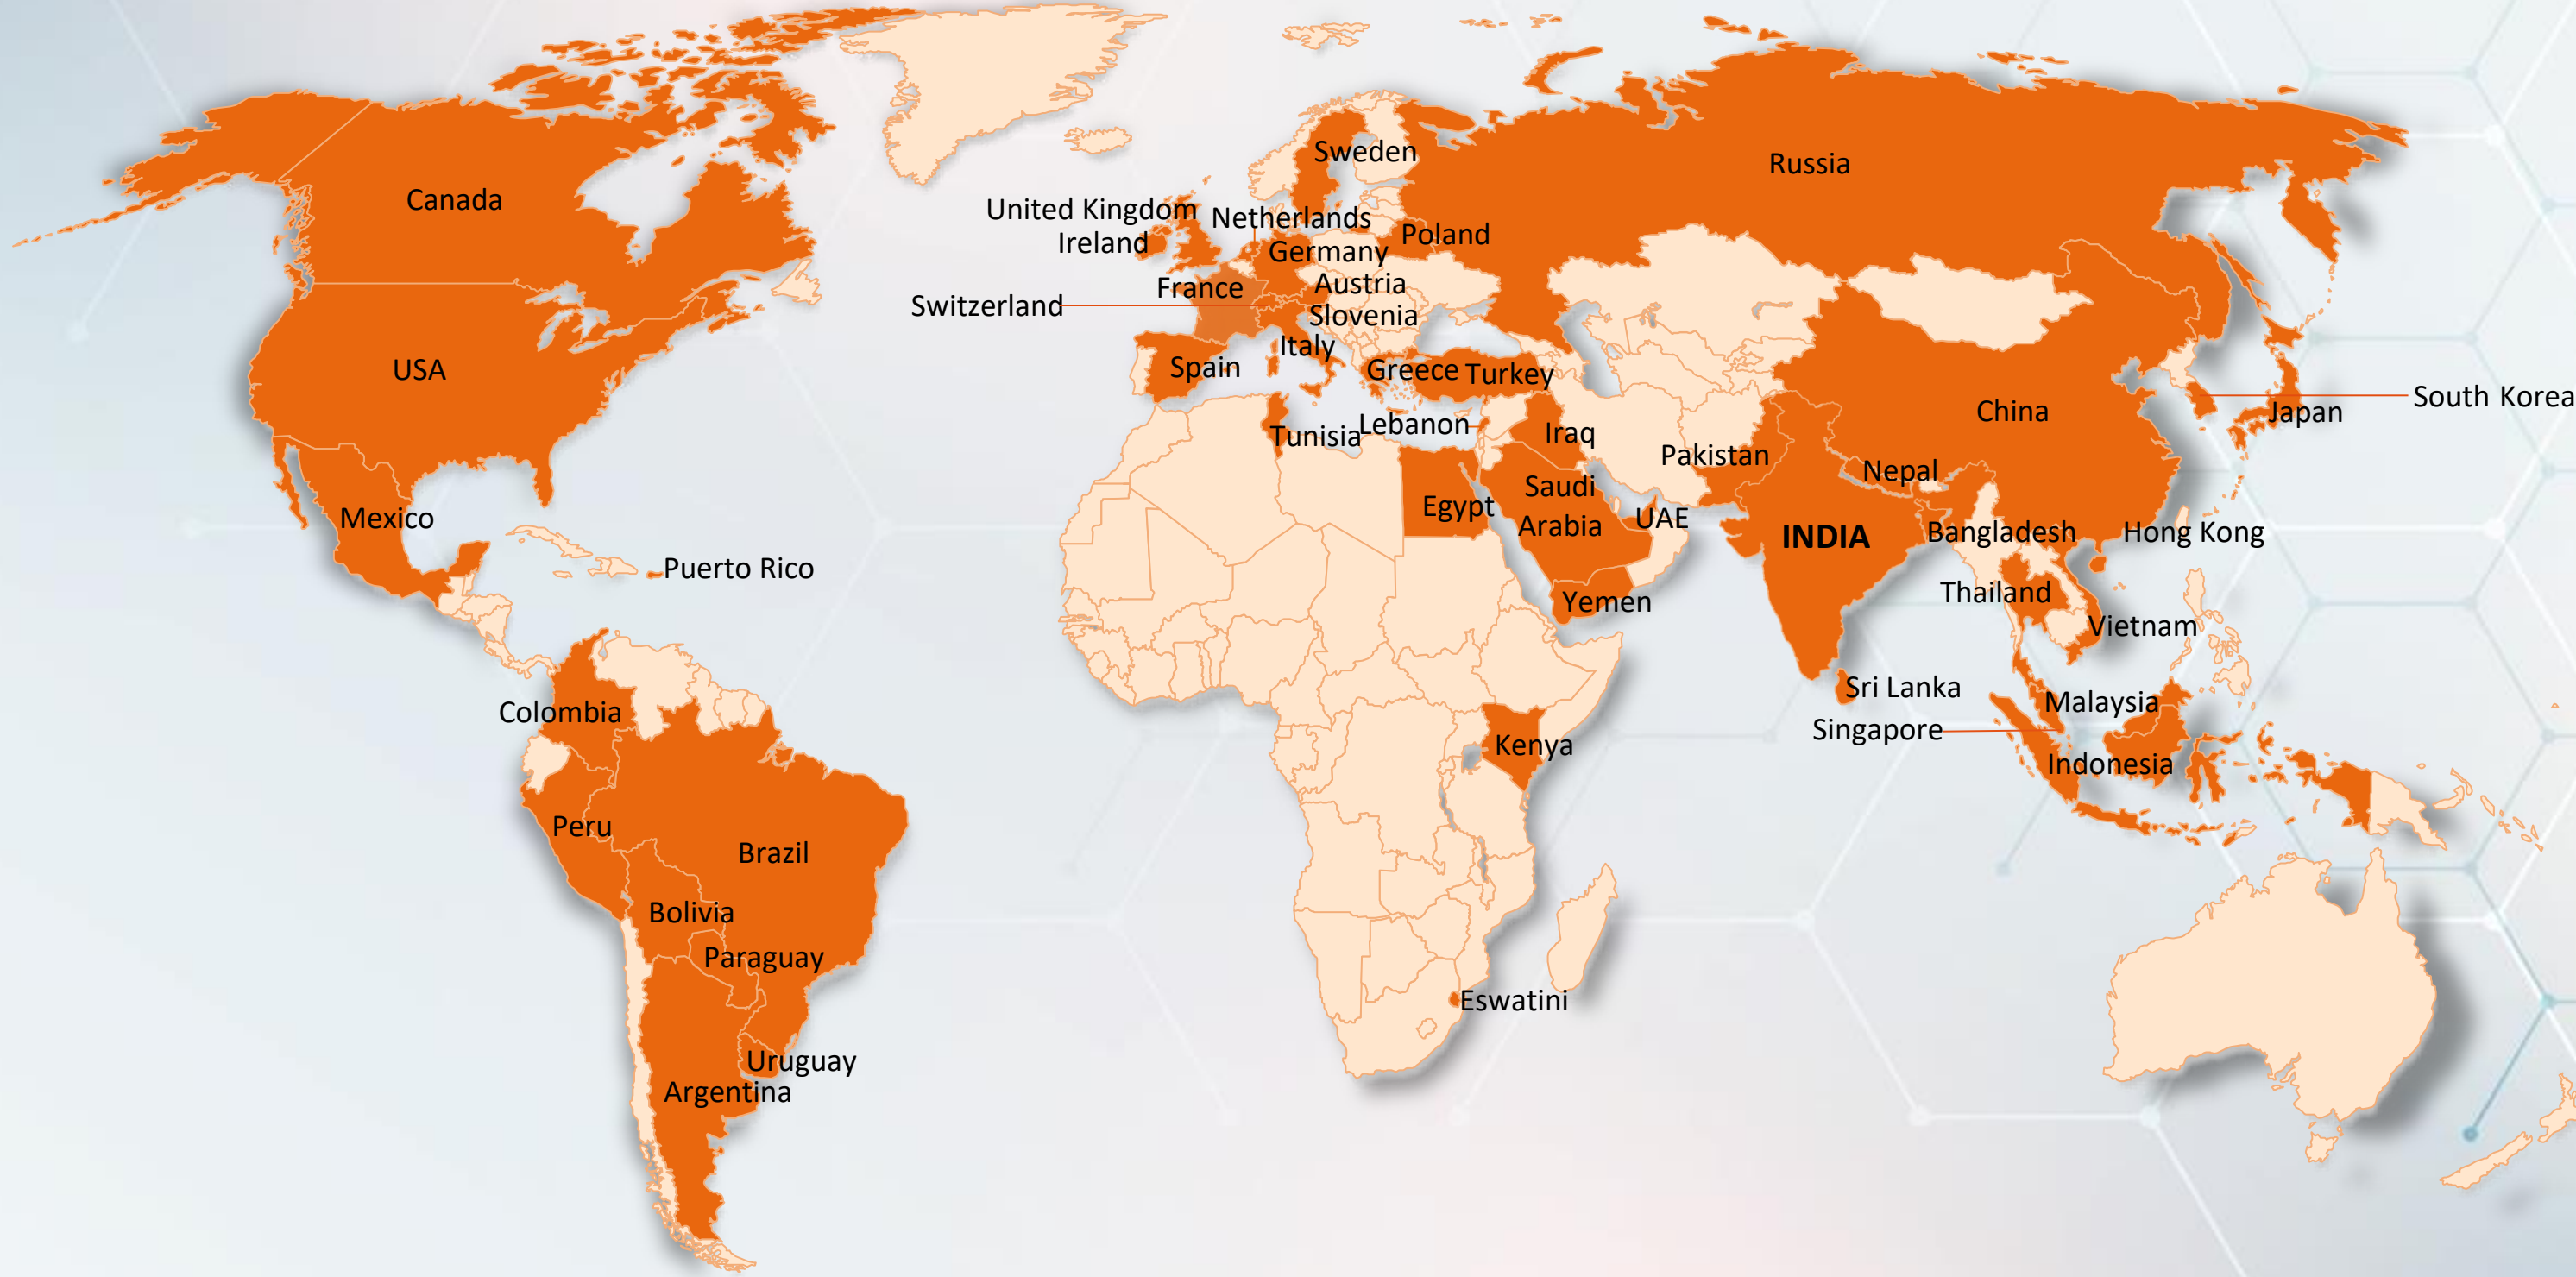 Canada
USA
Mexico
Puerto Rico
Colombia
Peru
Brazil
Bolivia
Paraguay
Uruguay
Argentina
Sweden
United Kingdom
Netherlands
Ireland
Poland
Germany
France
Austria
Switzerland
Slovenia
Italy
Spain
Greece
Turkey
Tunisia
Lebanon
Iraq
Egypt
Saudi
Arabia
UAE
Yemen
Kenya
Eswatini
Russia
China
South Korea
Japan
Pakistan
Nepal
INDIA
Bangladesh
Hong Kong
Thailand
Vietnam
Sri Lanka
Malaysia
Singapore
Indonesia